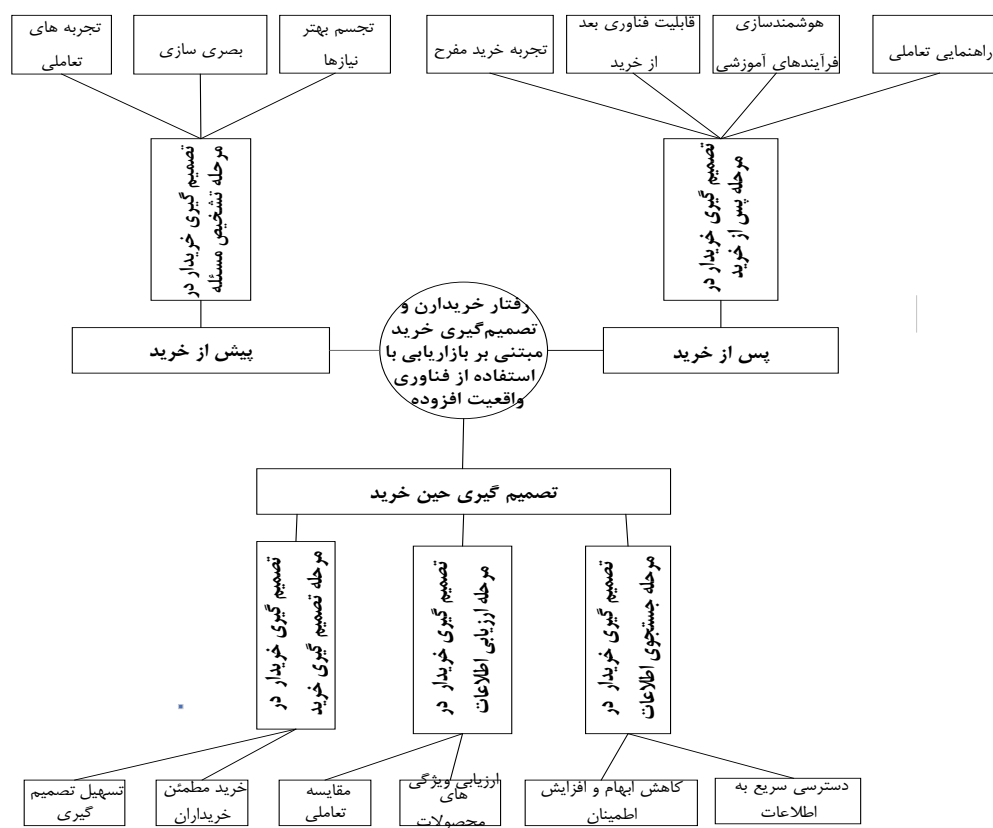 راهنمایی تعاملی
هوشمندسازی
فرآیندهای آموزشی
قابلیت فناوری بعد
از خرید
تجربه خرید مفرح
تجسم بهتر
نیازها
بصری سازی
تجربه های
تعاملی
تصمیم گیری خریدار در
مرحله پس از خرید
تصمیم گیری خریدار در
مرحله تشخیص مسئله
پس از خرید
رفتار خریدارن و
تصمیم‌گیری خرید
مبتنی بر بازاریابی با
استفاده از فناوری
واقعیت افزوده
پیش از خرید
تصمیم گیری حین خرید
تصمیم گیری خریدار در
مرحله جستجوی اطلاعات
تصمیم گیری خریدار در
مرحله ارزیابی اطلاعات
تصمیم گیری خریدار در
مرحله تصمیم گیری خرید
دسترسی سریع به
اطلاعات
کاهش ابهام و افزایش
اطمینان
ارزیابی ویژگی
های
محصولات
مقایسه
تعاملی
خرید مطمئن
خریداران
تسهیل تصمیم
گیری